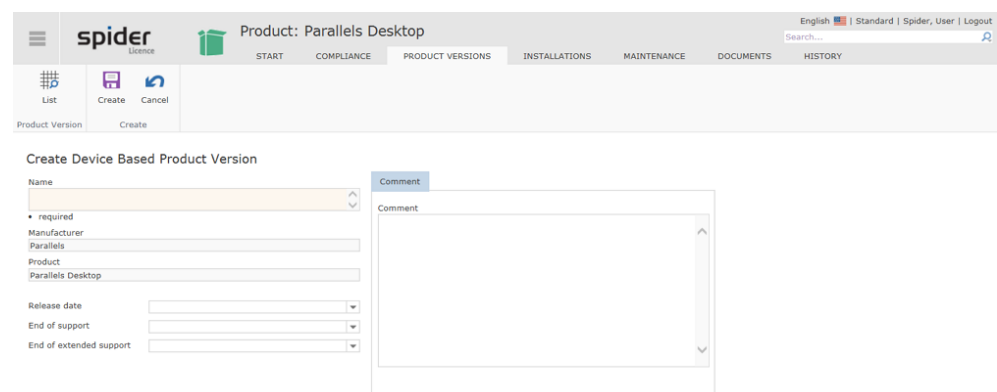 English | Standard | Spider, User | Logout
spider
Licence
Product: Parallels Desktop
Search...
START COMPLIANCE PRODUCT VERSIONS INSTALLATIONS MAINTENANCE DOCUMENTS HISTORY
List Create Cancel
Product Version Create
Create Device Based Product Version
Name
• required
Manufacturer
Parallels
Product
Parallels Desktop
Release date
End of support
End of extended support
Comment
Comment